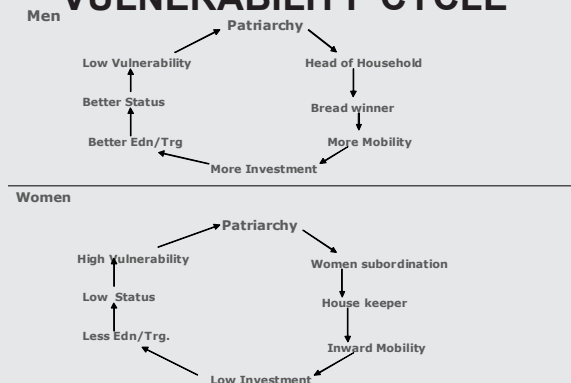 VULNERABILITY CYCLE
Men
Patriarchy
Low Vulnerability
Head of Household
Better Status
Bread winner
Better Edn/Trg
More Mobility
More Investment
Women
Patriarchy
High Vulnerability
Women subordination
Low Status
House keeper
Less Edn/Trg.
Inward Mobility
Low Investment